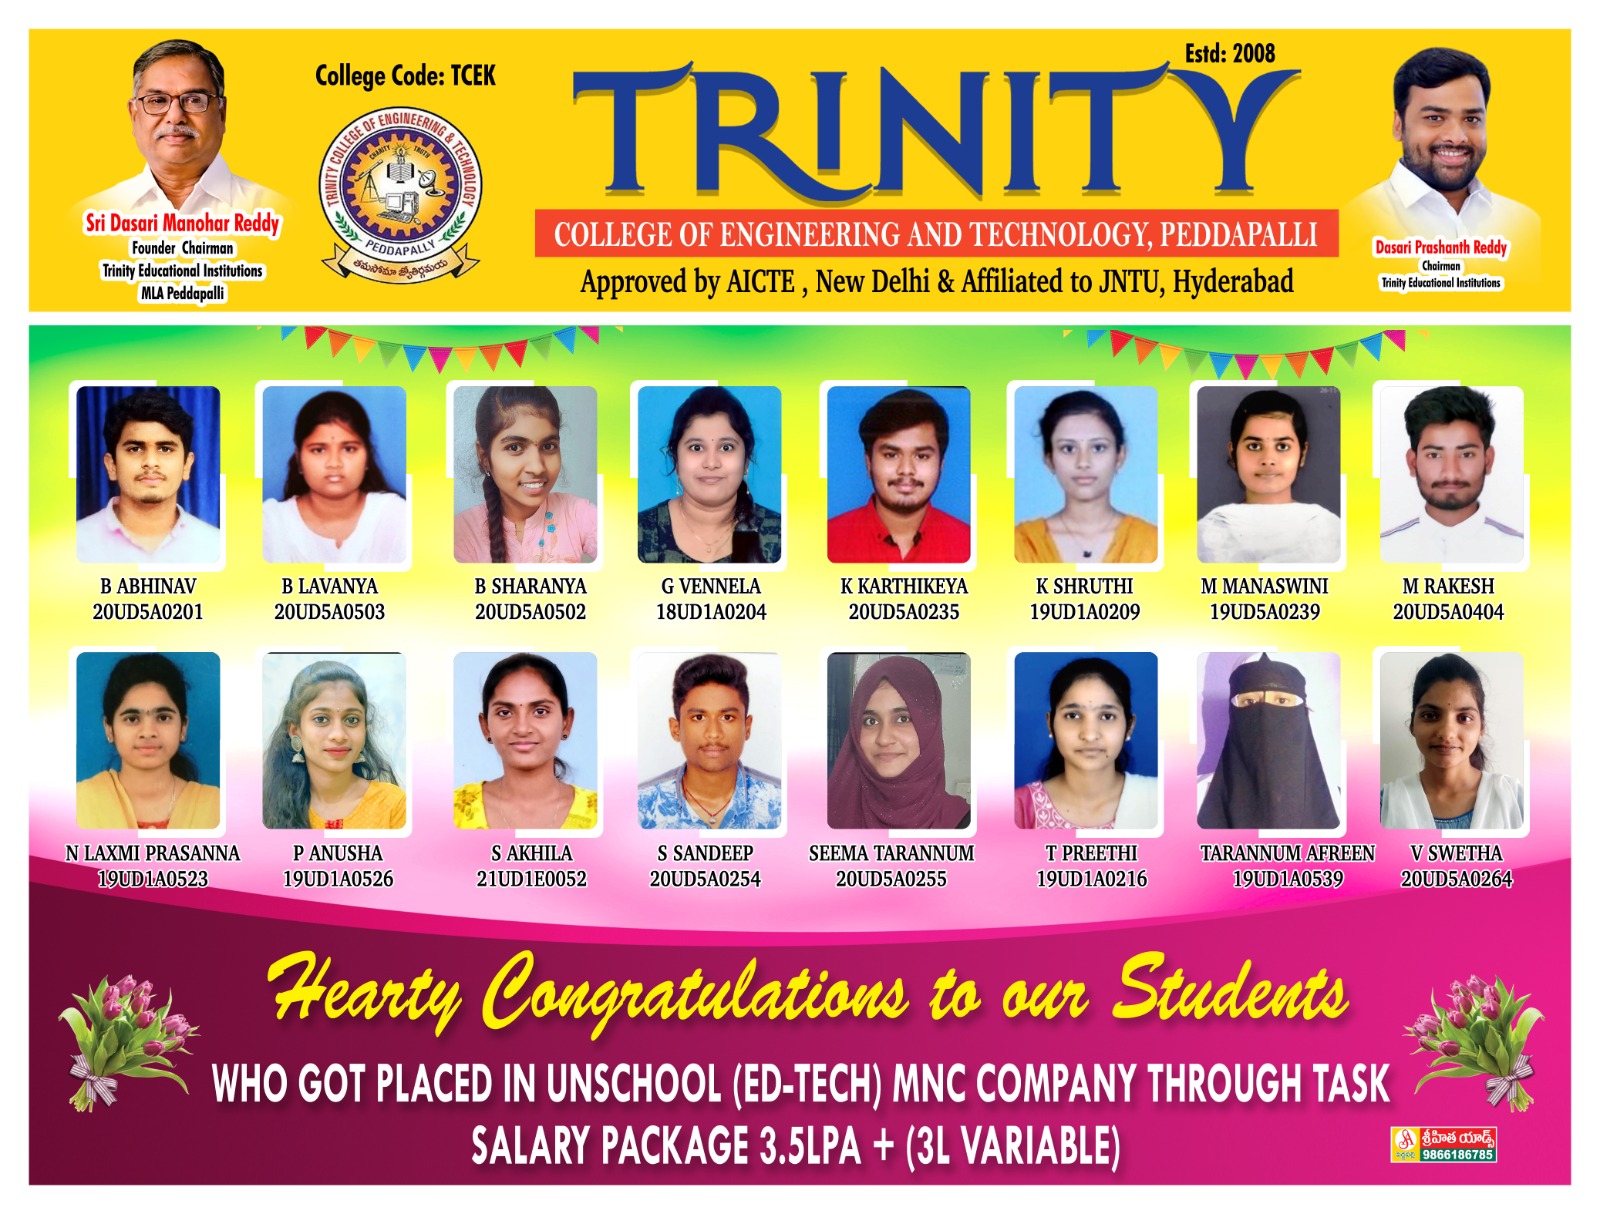 Estd: 2008
College Code: TCEK
TRINITY
TRINITY COLLEGE OF ENGINEERING & TECHNOLOGY
CHARITY TRUTH
PEDDAPALLY
తమసోమా జ్యోతిర్గమయ
COLLEGE OF ENGINEERING AND TECHNOLOGY, PEDDAPALLI
Approved by AICTE , New Delhi & Affiliated to JNTU, Hyderabad
Sri Dasari Manohar Reddy
Founder Chairman
Trinity Educational Institutions
MLA Peddapalli
Dasari Prashanth Reddy
Chairman
Trinity Educational Institutions
B ABHINAV B LAVANYA B SHARANYA G VENNELA K KARTHIKEYA K SHRUTHI M MANASWINI M RAKESH
20UD5A0201 20UD5A0503 20UD5A0502 18UD1A0204 20UD5A0235 19UD1A0209 19UD5A0239 20UD5A0404
N LAXMI PRASANNA P ANUSHA S AKHILA S SANDEEP SEEMA TARANNUM T PREETHI TARANNUM AFREEN V SWETHA
19UD1A0523 19UD1A0526 21UD1E0052 20UD5A0254 20UD5A0255 19UD1A0216 19UD1A0539 20UD5A0264
Hearty Congratulations to our Students
WHO GOT PLACED IN UNSCHOOL (ED-TECH) MNC COMPANY THROUGH TASK
SALARY PACKAGE 3.5LPA + (3L VARIABLE)
శ్రీహిత యాడ్స్
9866186785